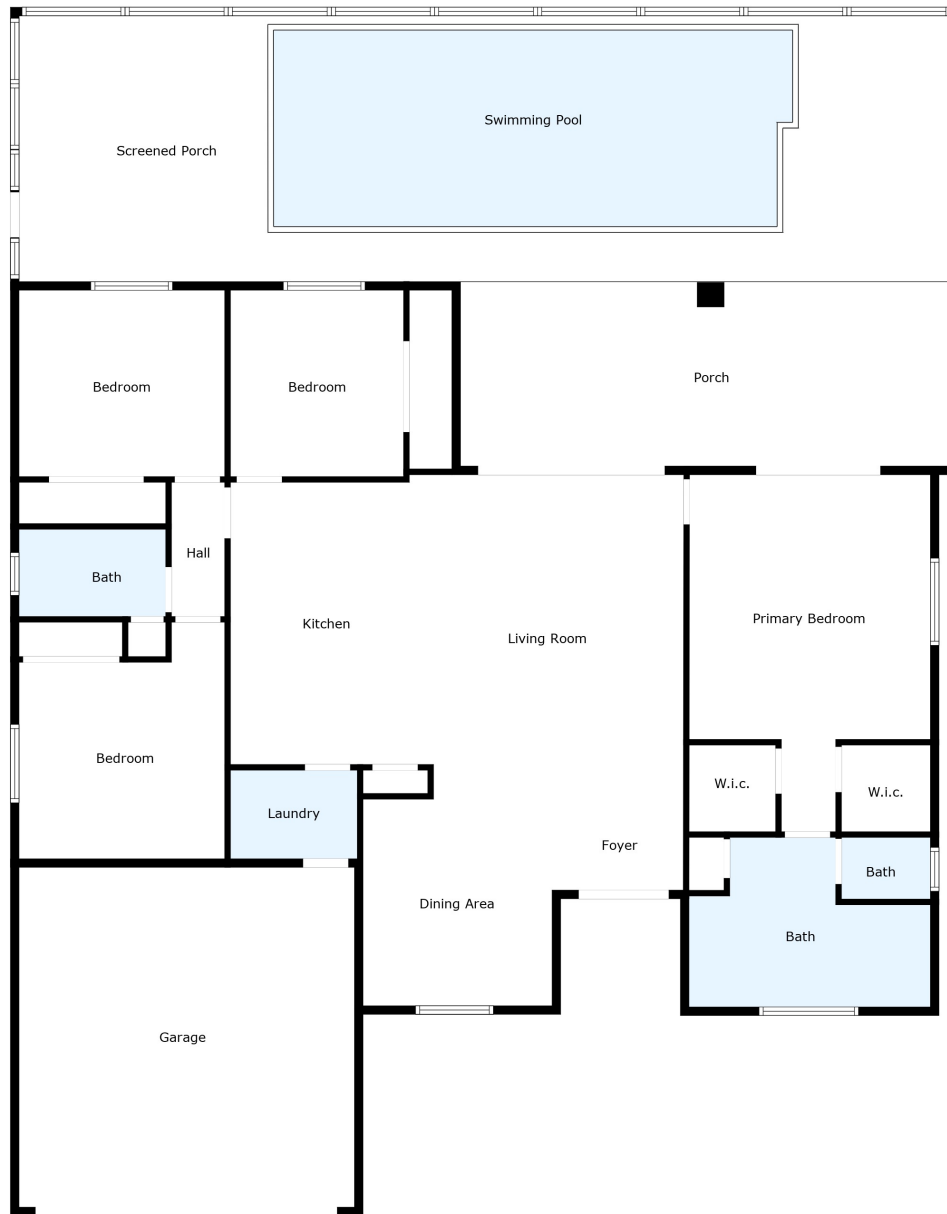 Swimming Pool
Screened Porch
Bedroom
Bedroom
Porch
Hall
Bath
Kitchen
Living Room
Primary Bedroom
Bedroom
W.i.c.
W.i.c.
Laundry
Foyer
Bath
Dining Area
Bath
Garage